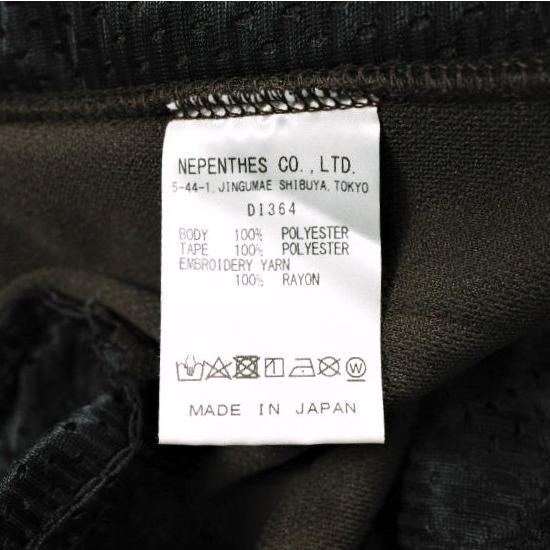 NEPENTHES CO.,LTD.
5-44-1, JINGUMAE SHIBUYA, TOKYO
DI364
BODY 100% POLYESTER
TAPE 100% POLYESTER
EMBROIDERY YARN
100% RAYON
W
MADE IN JAPAN